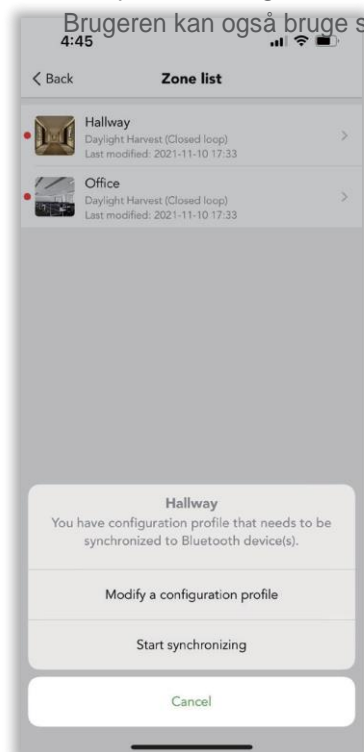 Brugeren kan også bruge s
4:45
< Back
Zone list
Hallway
Daylight Harvest (Closed loop)
Last modified: 2021-11-10 17:33
Office
Daylight Harvest (Closed loop)
Last modified: 2021-11-10 17:33
Hallway
You have configuration profile that needs to be
synchronized to Bluetooth device(s).
Modify a configuration profile
Start synchronizing
Cancel